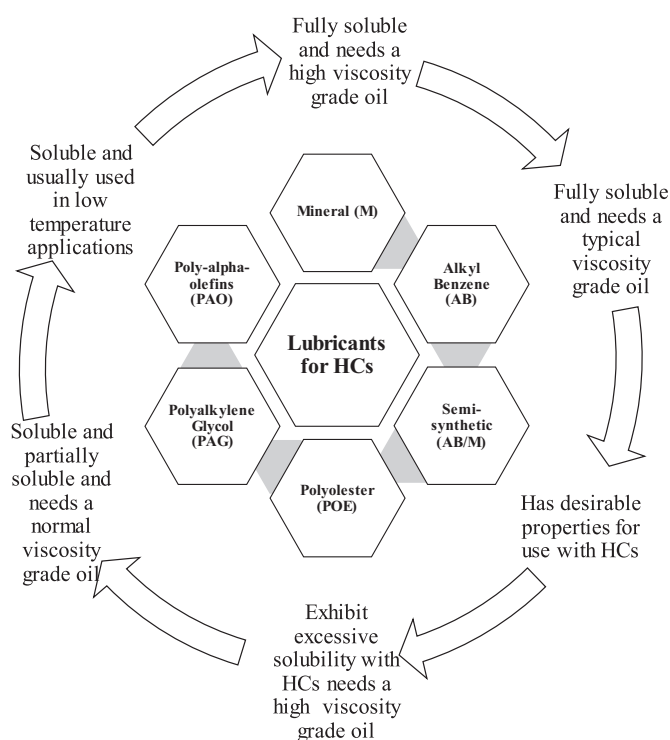 Fully soluble
and needs a
high viscosity
grade oil
Fully soluble
and needs a
typical
viscosity
grade oil
Has desirable
properties for
use with HCs
Exhibit
excessive
solubility with
HCs needs a
high viscosity
grade oil
Soluble and
partially
soluble and
needs a
normal
viscosity
grade oil
Soluble and
usually used
in low
temperature
applications
Mineral (M)
Alkyl
Benzene
(AB)
Semi-
synthetic
(AB/M)
Polyolester
(POE)
Polyalkylene
Glycol
(PAG)
Poly-alpha-
olefins
(PAO)
Lubricants
for HCs